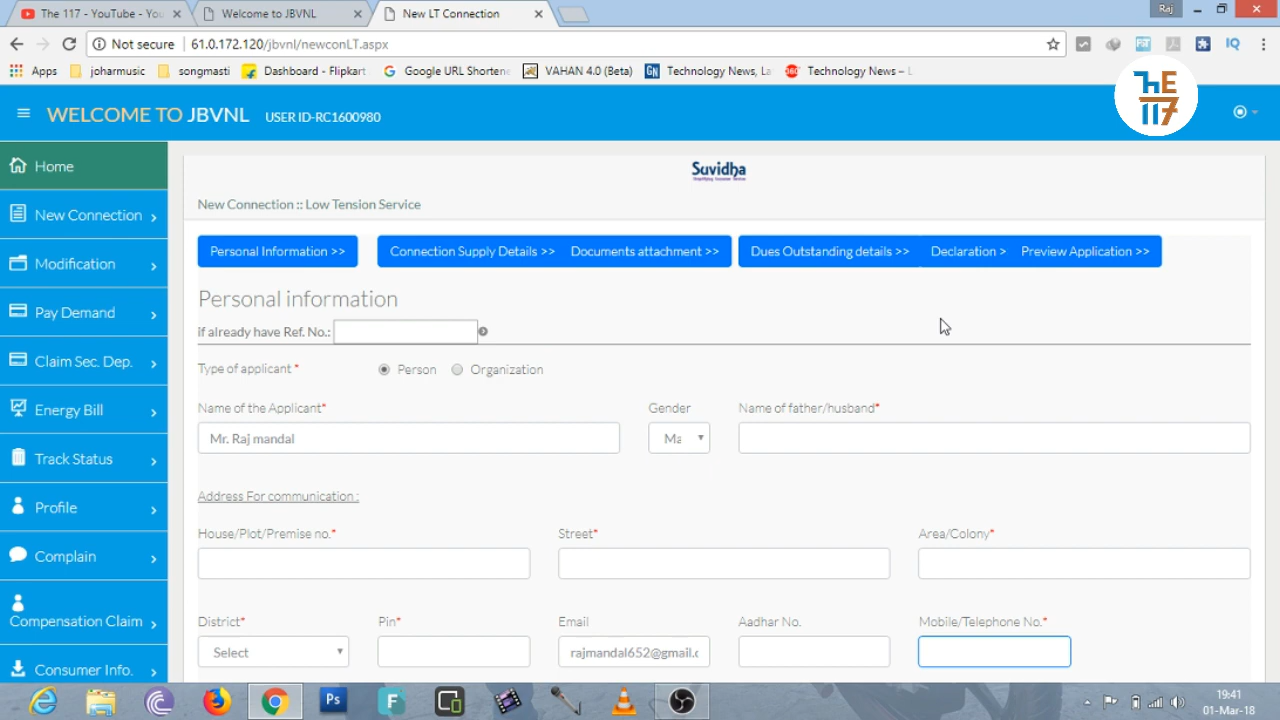 The 117 - YouTube - You
Welcome to JBVNL
New LT Connection
Raj
Not secure
61.0.172.120/jbvnl/newconLT.aspx
IQ
Apps
joharmusic
songmasti
Dashboard - Flipkart
Google URL Shortene
VAHAN 4.0 (Beta)
GN
Technology News, La
Technology News – L
WELCOME TO JBVNL
USER ID-RC1600980
THE
117
Home
New Connection
Modification
Pay Demand
Claim Sec. Dep.
Energy Bill
Track Status
Profile
Complain
Compensation Claim
Consumer Info.
Suvidha
New Connection :: Low Tension Service
Personal Information >>
Connection Supply Details >>
Documents attachment >>
Dues Outstanding details >>
Declaration >
Preview Application >>
Personal information
if already have Ref. No.:
Type of applicant *
Person
Organization
Name of the Applicant*
Gender
Name of father/husband*
Mr. Raj mandal
Ma
Address For communication :
House/Plot/Premise no.*
Street*
Area/Colony*
District*
Pin*
Email
Aadhar No.
Mobile/Telephone No.*
Select
rajmandal652@gmail.c
Ps
F
19:41
01-Mar-18